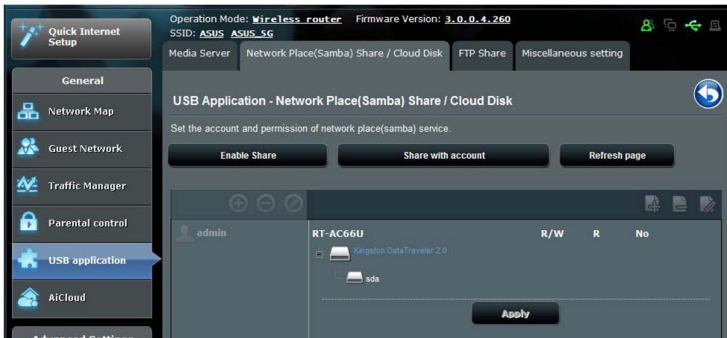 Quick Internet Setup
Operation Mode: Wireless router Firmware Version: 3.0.0.4.260
SSID: ASUS ASUS_5G
Media Server Network Place(Samba) Share / Cloud Disk FTP Share Miscellaneous setting
General
Network Map
Guest Network
Traffic Manager
Parental control
USB application
AiCloud
Advanced Settings
USB Application - Network Place(Samba) Share / Cloud Disk
Set the account and permission of network place(samba) service.
Enable Share Share with account Refresh page
admin
RT-AC66U R/W R No
Kingston DataTraveler 2.0
sda
Apply